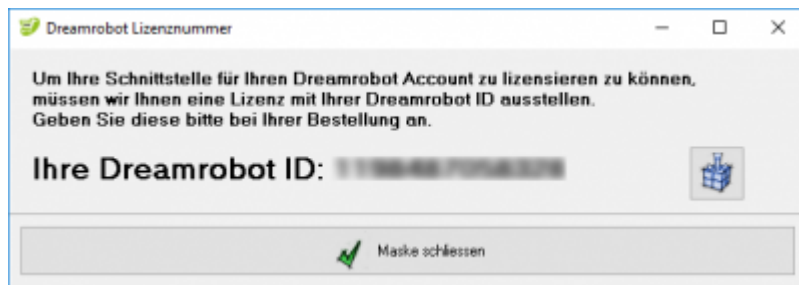 Dreamrobot Lizenznummer
Um Ihre Schnittstelle für Ihren Dreamrobot Account zu lizensieren zu können,
müssen wir Ihnen eine Lizenz mit Ihrer Dreamrobot ID ausstellen.
Geben Sie diese bitte bei Ihrer Bestellung an.
Ihre Dreamrobot ID:
Maske schliessen